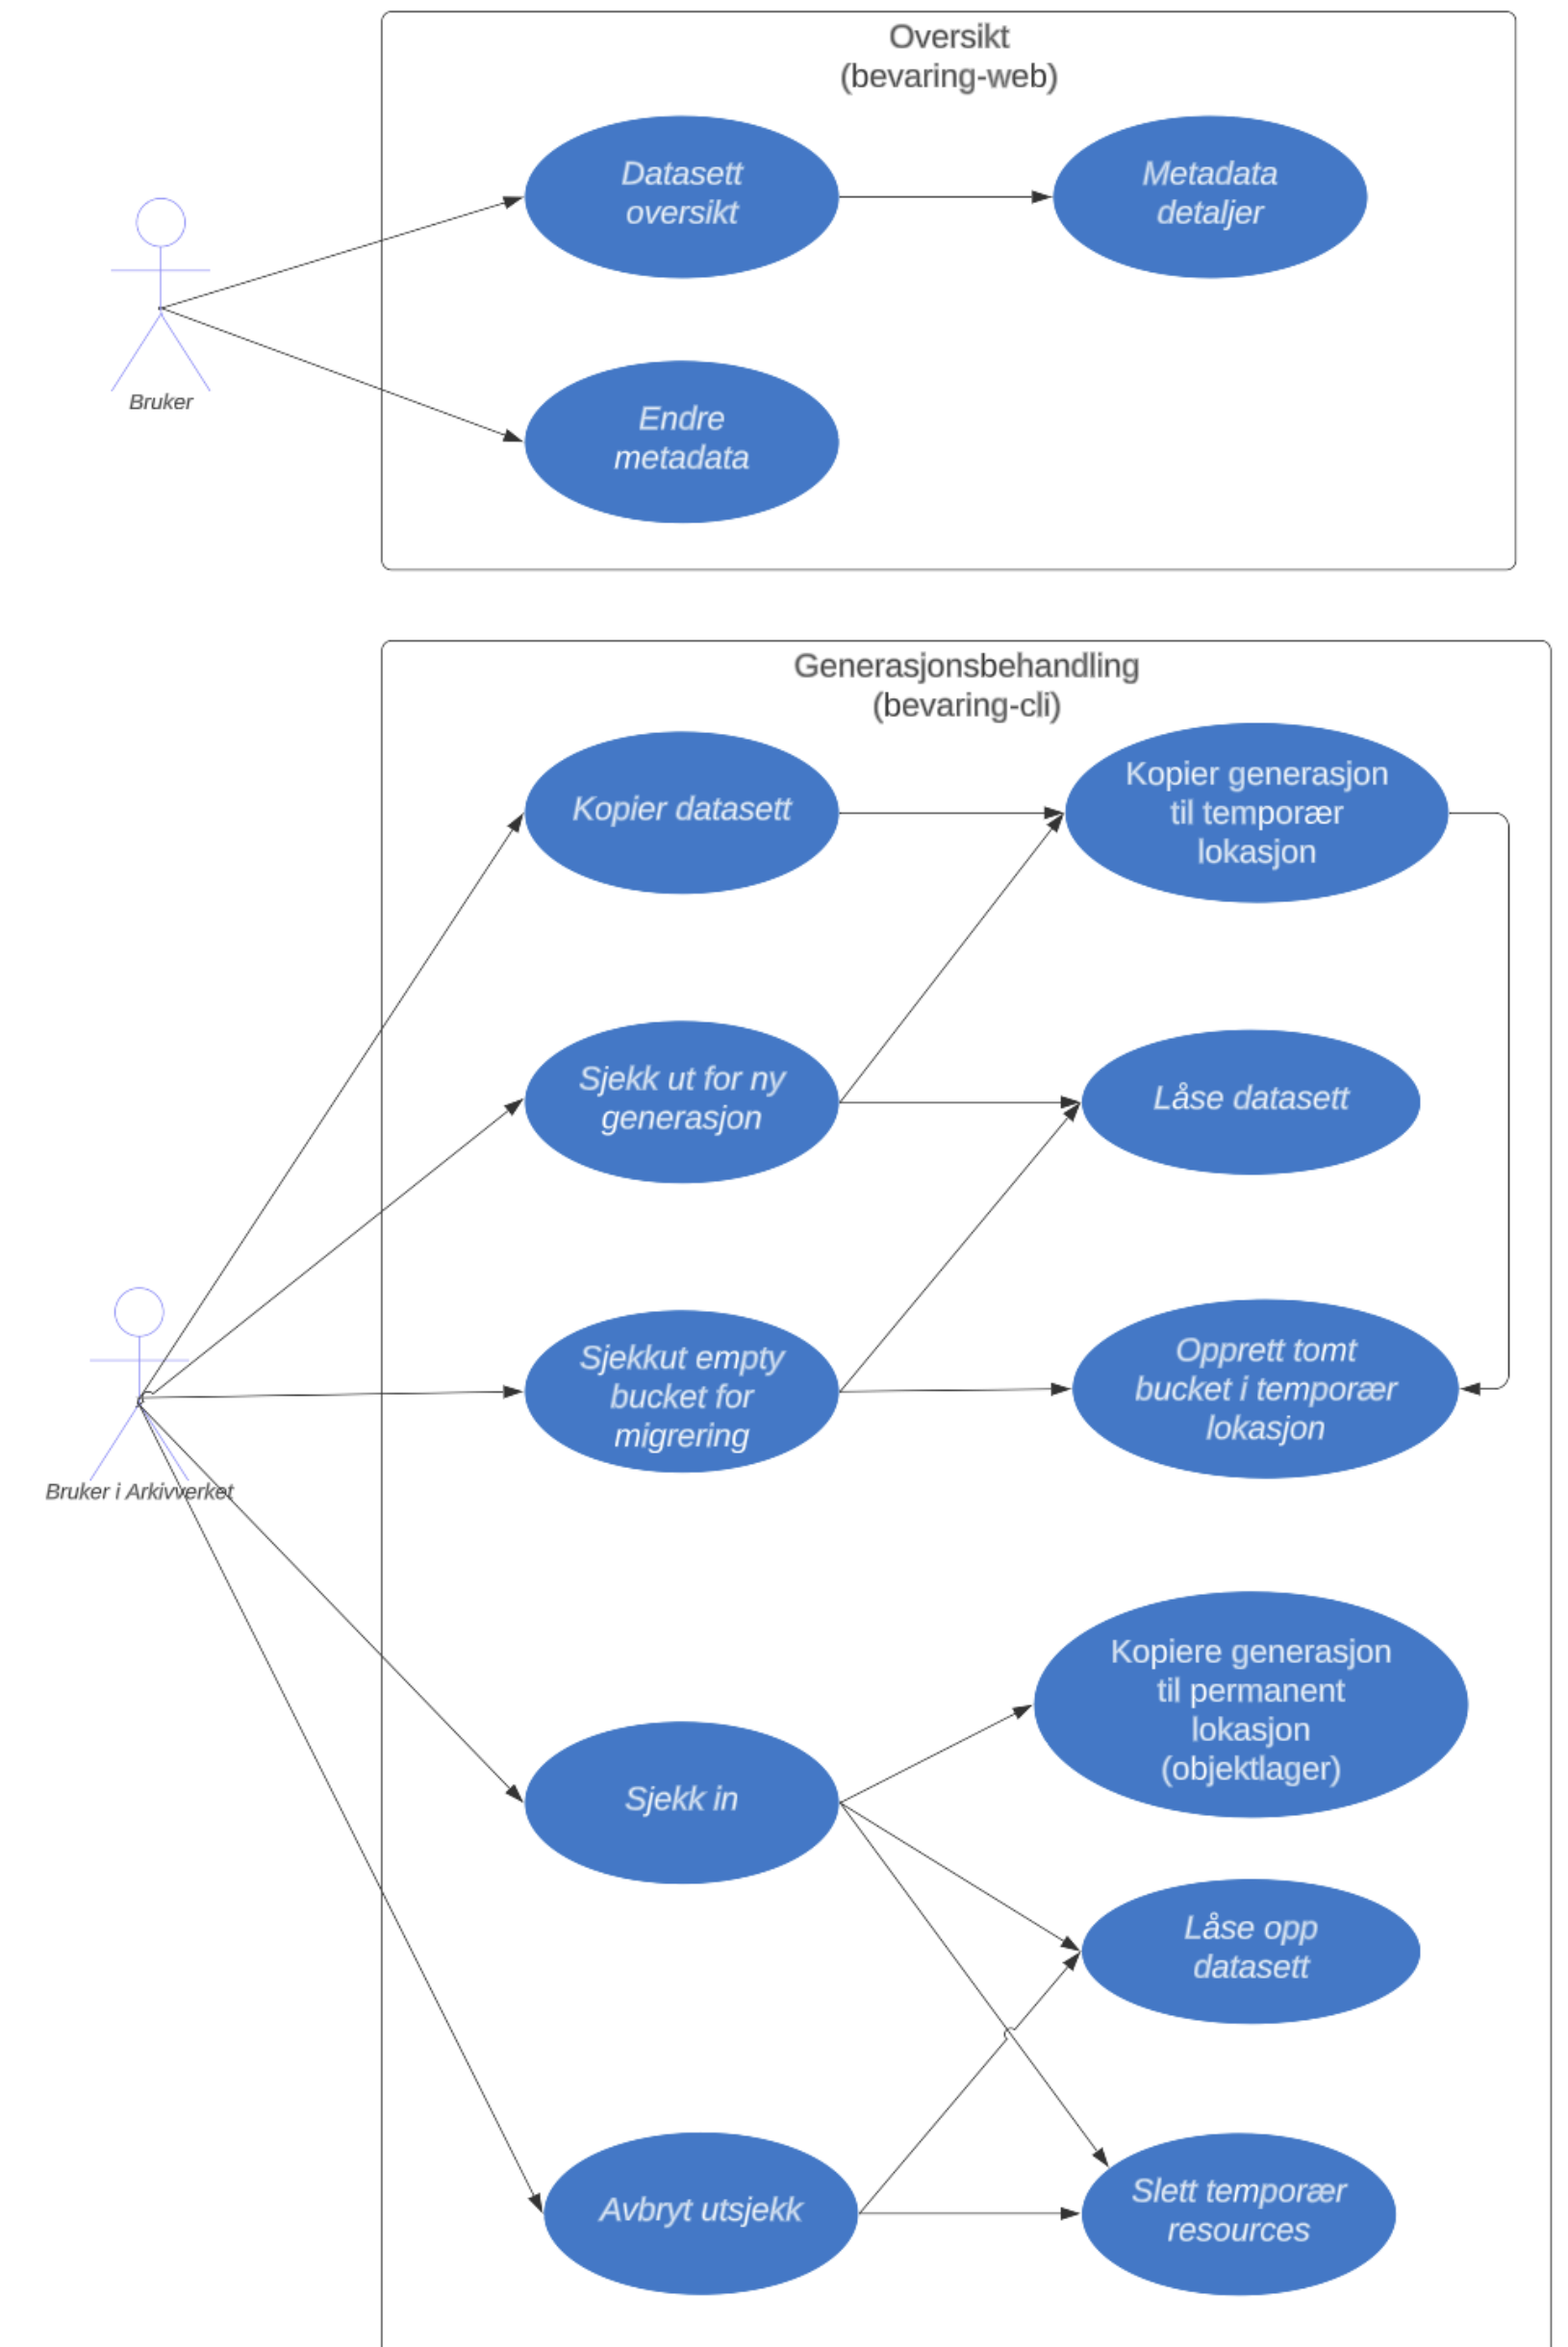 Oversikt
(bevaring-web)
Datasett
oversikt
Metadata
detaljer
Bruker
Endre
metadata
Generasjonsbehandling
(bevaring-cli)
Kopier datasett
Kopier generasjon
til temporær
lokasjon
Sjekk ut for ny
generasjon
Låse datasett
Sjekkut empty
bucket for
migrering
Opprett tomt
bucket i temporær
lokasjon
Bruker i Arkivverket
Kopiere generasjon
til permanent
lokasjon
(objektlager)
Sjekk in
Låse opp
datasett
Avbryt utsjekk
Slett temporær
resources